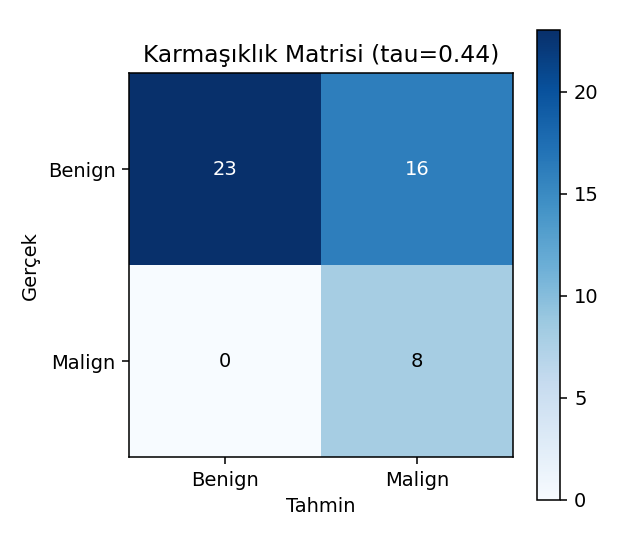 Karmaşıklık Matrisi (tau=0.44)
Gerçek
Benign
23
16
Malign
0
8
Benign
Malign
Tahmin
20
15
10
5
0